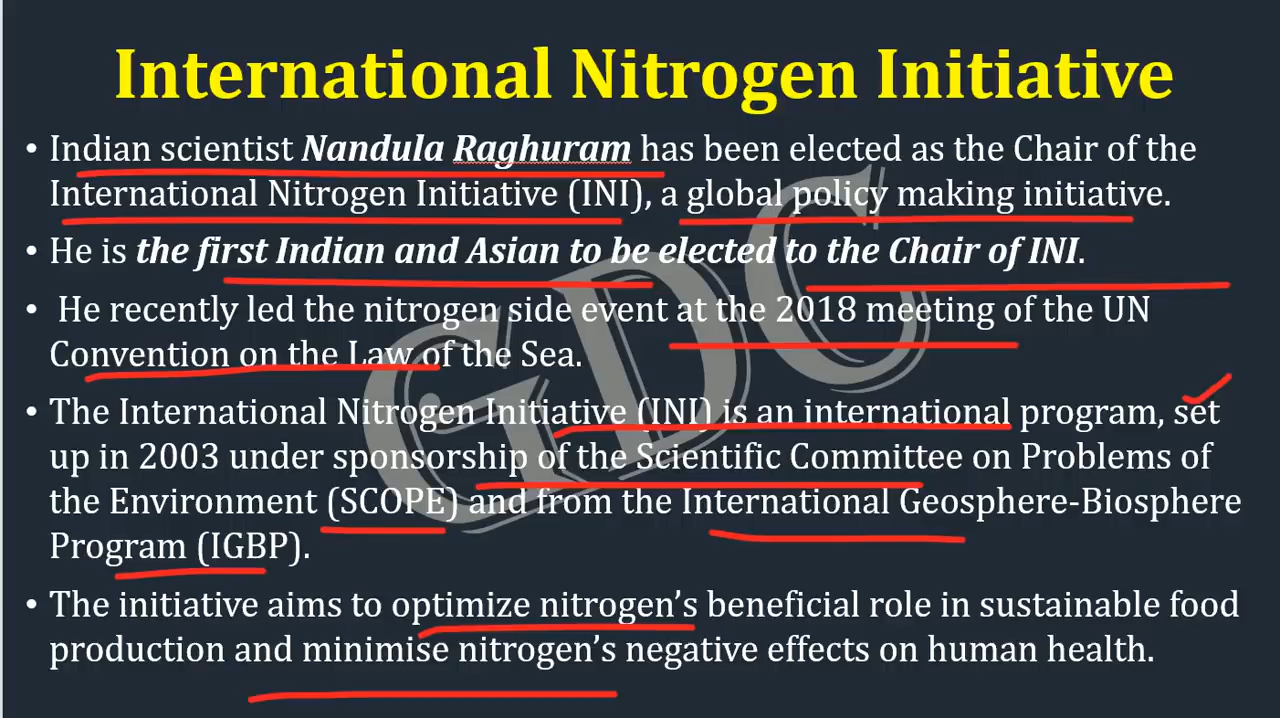 International Nitrogen Initiative
• Indian scientist Nandula Raghuram has been elected as the Chair of the
International Nitrogen Initiative (INI), a global policy making initiative.
• He is the first Indian and Asian to be elected to the Chair of INI.
• He recently led the nitrogen side event at the 2018 meeting of the UN
Convention on the Law of the Sea.
• The International Nitrogen Initiative (INI) is an international program, set
up in 2003 under sponsorship of the Scientific Committee on Problems of
the Environment (SCOPE) and from the International Geosphere-Biosphere
Program (IGBP).
• The initiative aims to optimize nitrogen's beneficial role in sustainable food
production and minimise nitrogen's negative effects on human health.
GDC